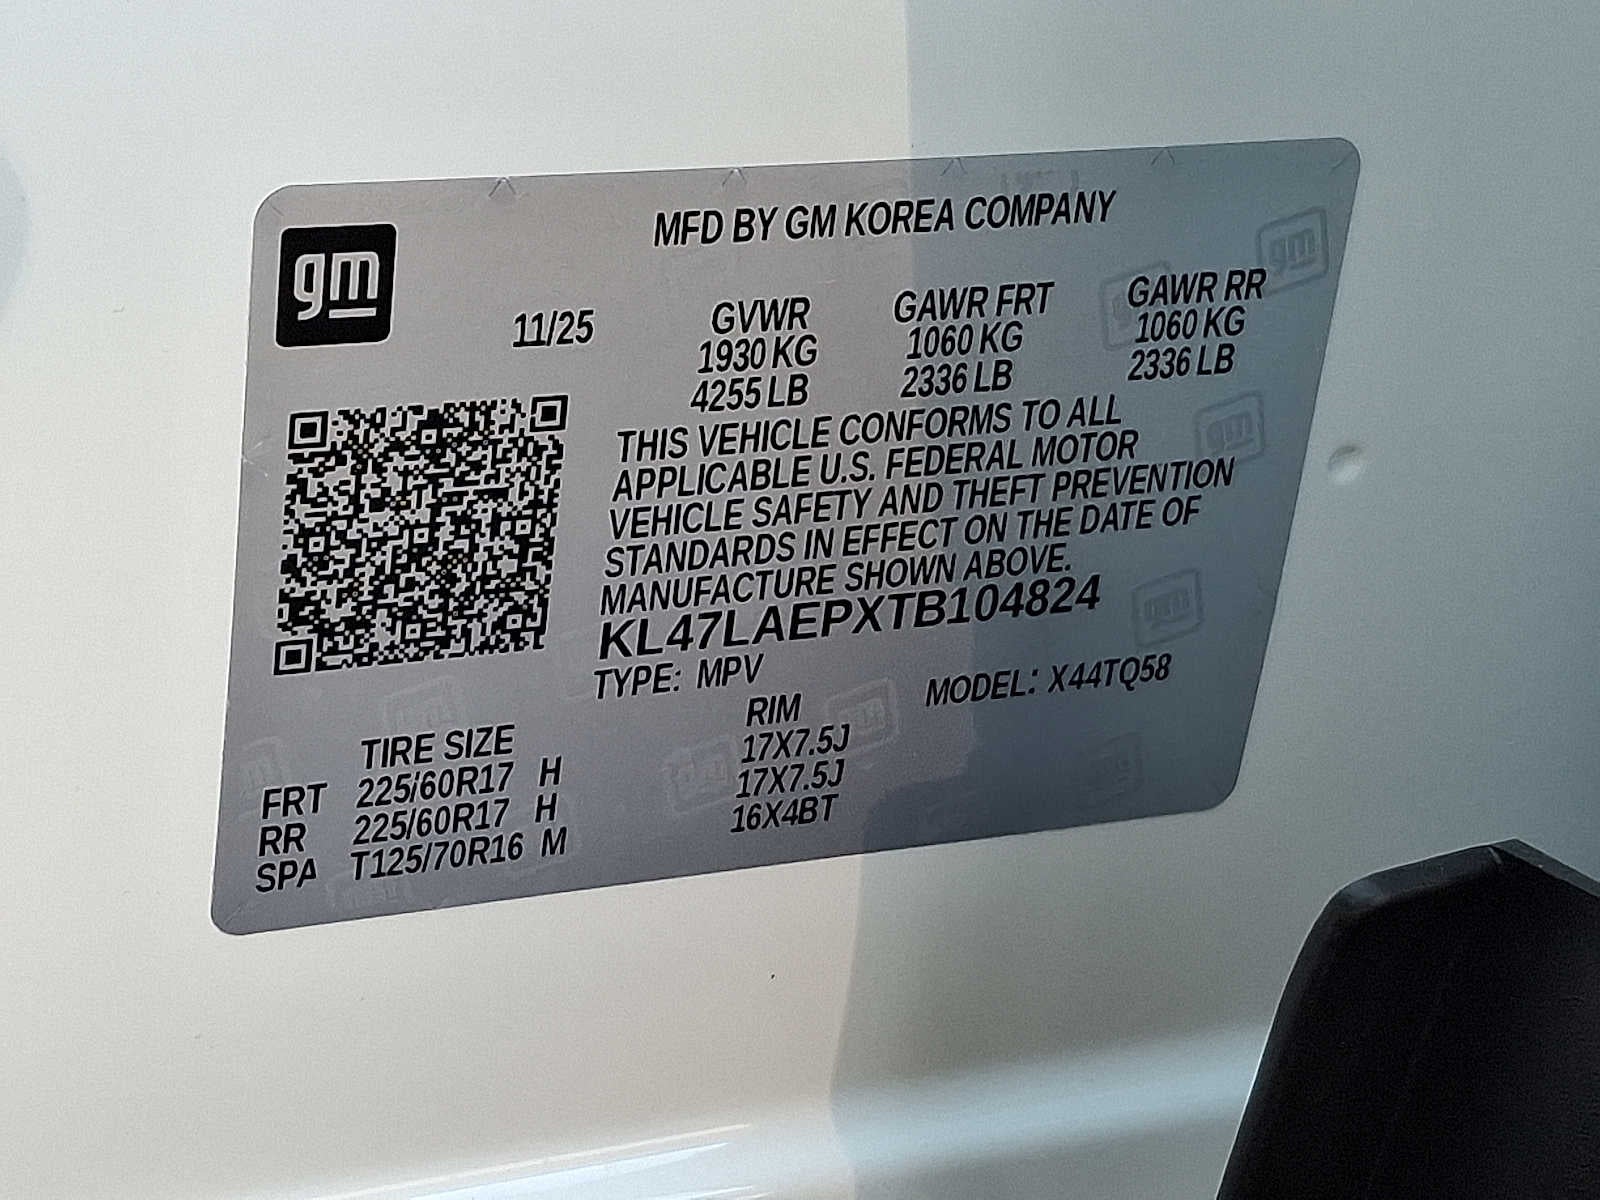 gm
MFD BY GM KOREA COMPANY
11/25 GVWR GAWR FRT GAWR RR
1930 KG 1060 KG 1060 KG
4255 LB 2336 LB 2336 LB
THIS VEHICLE CONFORMS TO ALL
APPLICABLE U.S. FEDERAL MOTOR
VEHICLE SAFETY AND THEFT PREVENTION
STANDARDS IN EFFECT ON THE DATE OF
MANUFACTURE SHOWN ABOVE.
KL47LAEPXTB104824
TYPE: MPV MODEL: X44TQ58
TIRE SIZE RIM
FRT 225/60R17 H 17X7.5J
RR 225/60R17 H 17X7.5J
SPA T125/70R16 M 16X4BT